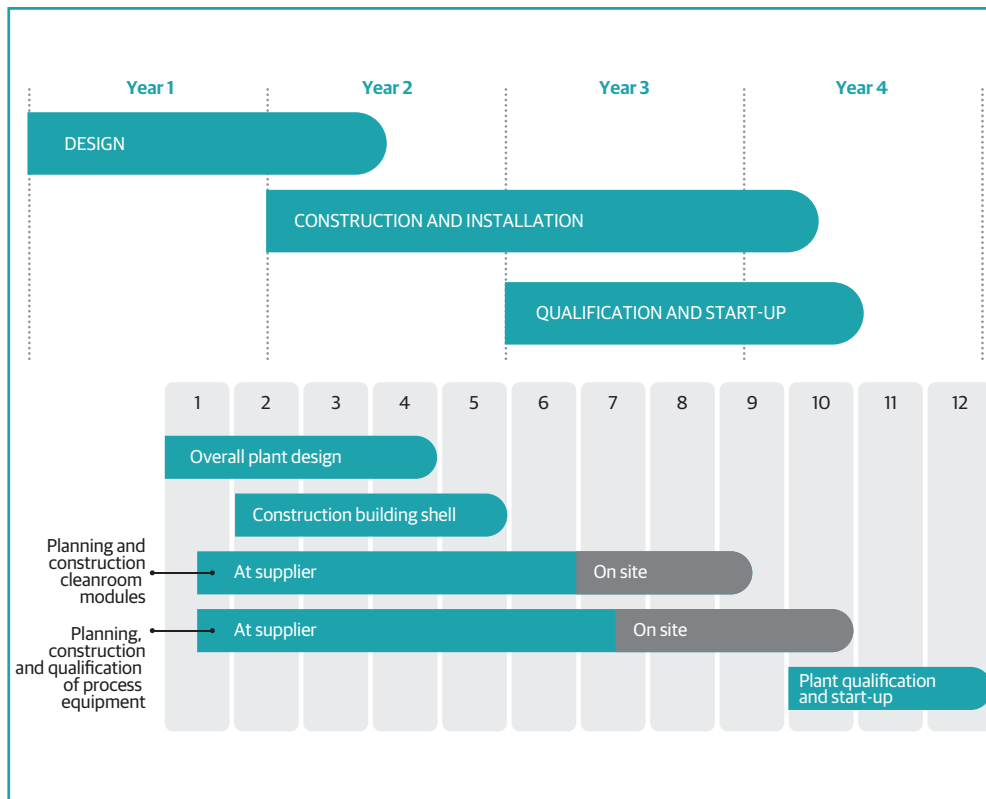 Year 1
Year 2
Year 3
Year 4
DESIGN
CONSTRUCTION AND INSTALLATION
QUALIFICATION AND START-UP
1
2
3
4
5
6
7
8
9
10
11
12
Overall plant design
Construction building shell
Planning and
construction
cleanroom
modules
At supplier
On site
Planning,
construction
and qualification
of process
equipment
At supplier
On site
Plant qualification
and start-up